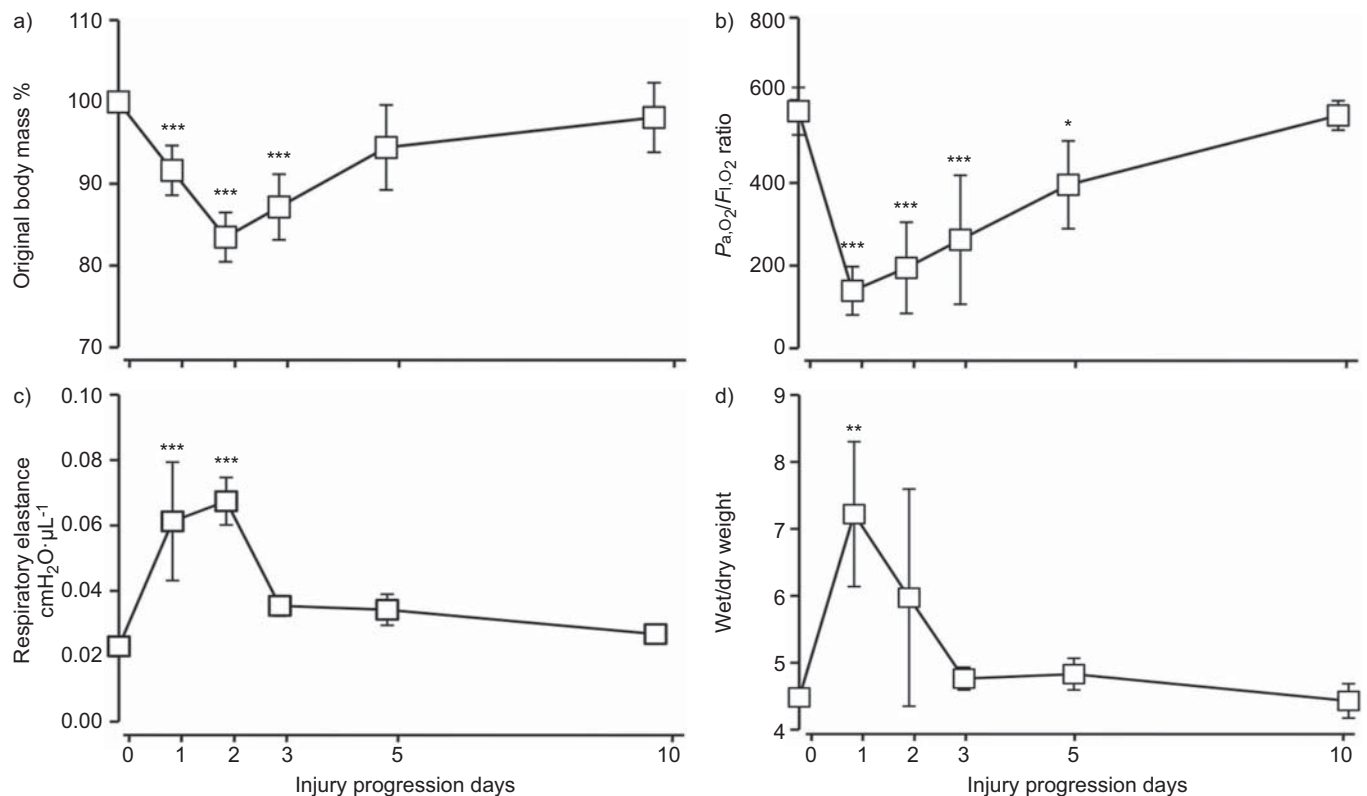 a)
110
100
90
80
70
Original body mass %
***
***
***
b)
800
600
400
200
0
Pa,O₂/FI,O₂ ratio
***
***
***
*
c)
0.10
0.08
0.06
0.04
0.02
0.00
Respiratory elastance
cmH₂O·µL⁻¹
***
***
0 1 2 3 5 10
Injury progression days
d)
9
8
7
6
5
4
Wet/dry weight
**
0 1 2 3 5 10
Injury progression days